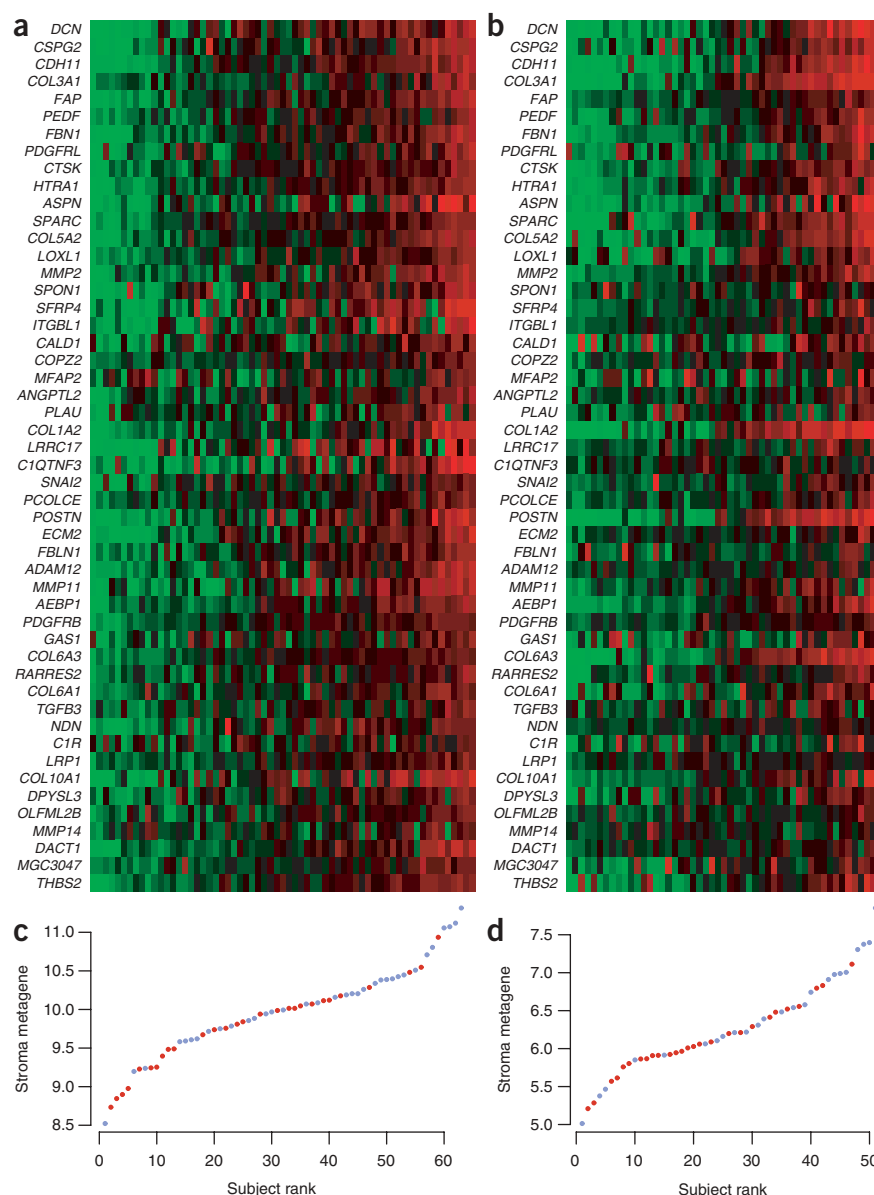 a
DCN
CSPG2
CDH11
COL3A1
FAP
PEDF
FBN1
PDGFRL
CTSK
HTRA1
ASPN
SPARC
COL5A2
LOXL1
MMP2
SPON1
SFRP4
ITGBL1
CALD1
COPZ2
MFAP2
ANGPTL2
PLAU
COL1A2
LRRC17
C1QTNF3
SNAI2
PCOLCE
POSTN
ECM2
FBLN1
ADAM12
MMP11
AEBP1
PDGFRB
GAS1
COL6A3
RARRES2
COL6A1
TGFB3
NDN
C1R
LRP1
COL10A1
DPYSL3
OLFML2B
MMP14
DACT1
MGC3047
THBS2
b
DCN
CSPG2
CDH11
COL3A1
FAP
PEDF
FBN1
PDGFRL
CTSK
HTRA1
ASPN
SPARC
COL5A2
LOXL1
MMP2
SPON1
SFRP4
ITGBL1
CALD1
COPZ2
MFAP2
ANGPTL2
PLAU
COL1A2
LRRC17
C1QTNF3
SNAI2
PCOLCE
POSTN
ECM2
FBLN1
ADAM12
MMP11
AEBP1
PDGFRB
GAS1
COL6A3
RARRES2
COL6A1
TGFB3
NDN
C1R
LRP1
COL10A1
DPYSL3
OLFML2B
MMP14
DACT1
MGC3047
THBS2
c
Stroma metagene
11.0
10.5
10.0
9.5
9.0
8.5
0 10 20 30 40 50 60
Subject rank
d
Stroma metagene
7.5
7.0
6.5
6.0
5.5
5.0
0 10 20 30 40 50
Subject rank